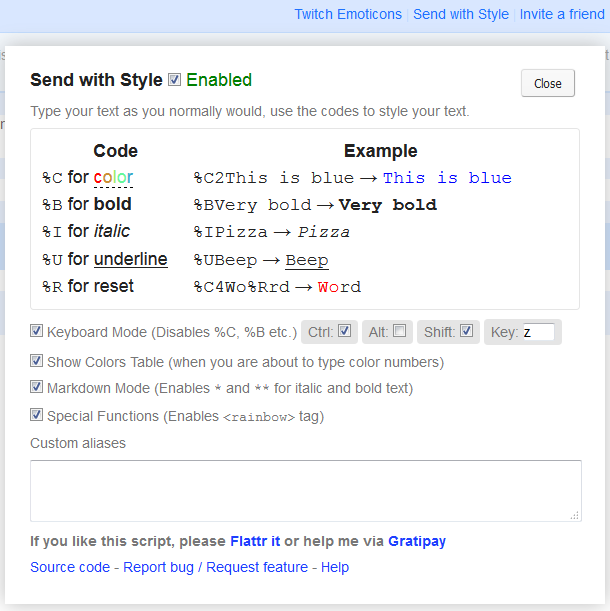 Twitch Emoticons | Send with Style | Invite a friend
Send with Style Enabled
Close
Type your text as you normally would, use the codes to style your text.
Code Example
%C for color %C2This is blue → This is blue
%B for bold %BVery bold → Very bold
%I for italic %IPizza → Pizza
%U for underline %UBeep → Beep
%R for reset %C4Wo%Rrd → Word
Keyboard Mode (Disables %C, %B etc.) Ctrl: Alt: Shift: Key: z
Show Colors Table (when you are about to type color numbers)
Markdown Mode (Enables * and ** for italic and bold text)
Special Functions (Enables <rainbow> tag)
Custom aliases
If you like this script, please Flattr it or help me via Gratipay
Source code - Report bug / Request feature - Help